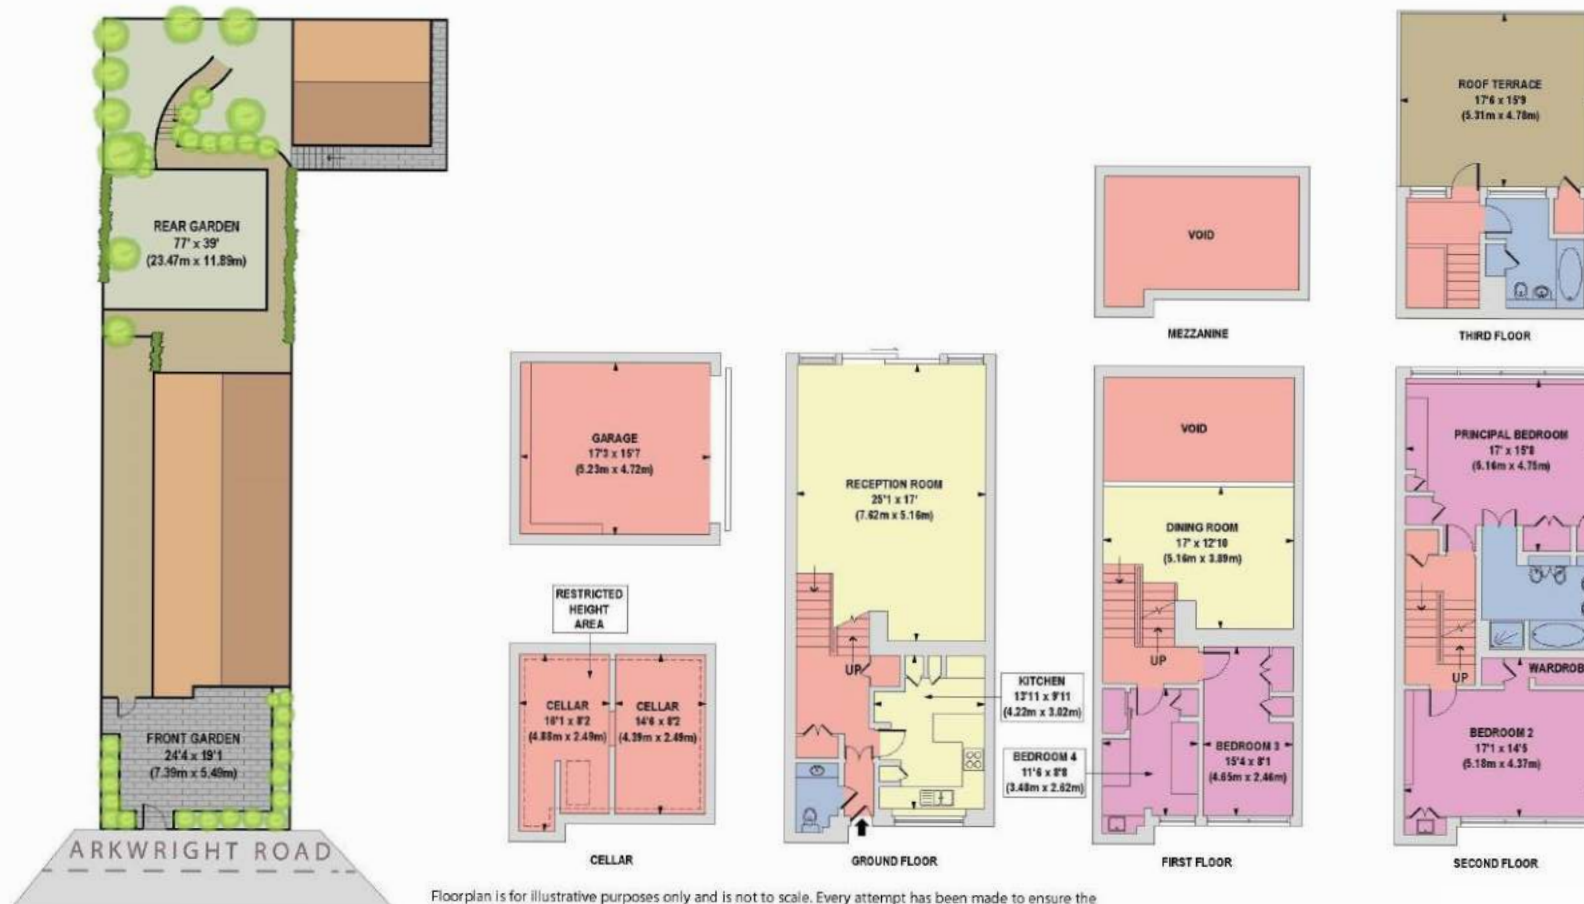 REAR GARDEN
77' x 39'
(23.47m x 11.89m)
FRONT GARDEN
24'4 x 19'1
(7.39m x 5.49m)
ARKWRIGHT ROAD
GARAGE
17'3 x 15'7
(5.23m x 4.72m)
RESTRICTED
HEIGHT
AREA
CELLAR
16'1 x 8'2
(4.88m x 2.49m)
CELLAR
14'6 x 8'2
(4.39m x 2.49m)
CELLAR
RECEPTION ROOM
25'1 x 17'
(7.62m x 5.16m)
UP
KITCHEN
13'11 x 9'11
(4.22m x 3.02m)
GROUND FLOOR
VOID
MEZZANINE
VOID
DINING ROOM
17' x 12'10
(5.16m x 3.89m)
UP
BEDROOM 4
11'6 x 8'8
(3.48m x 2.62m)
BEDROOM 3
15'4 x 8'1
(4.65m x 2.46m)
FIRST FLOOR
ROOF TERRACE
17'6 x 15'9
(5.31m x 4.78m)
THIRD FLOOR
PRINCIPAL BEDROOM
17' x 15'8
(5.16m x 4.75m)
UP
WARDROB
BEDROOM 2
17'1 x 14'5
(5.18m x 4.37m)
SECOND FLOOR
Floorplan is for illustrative purposes only and is not to scale. Every attempt has been made to ensure the